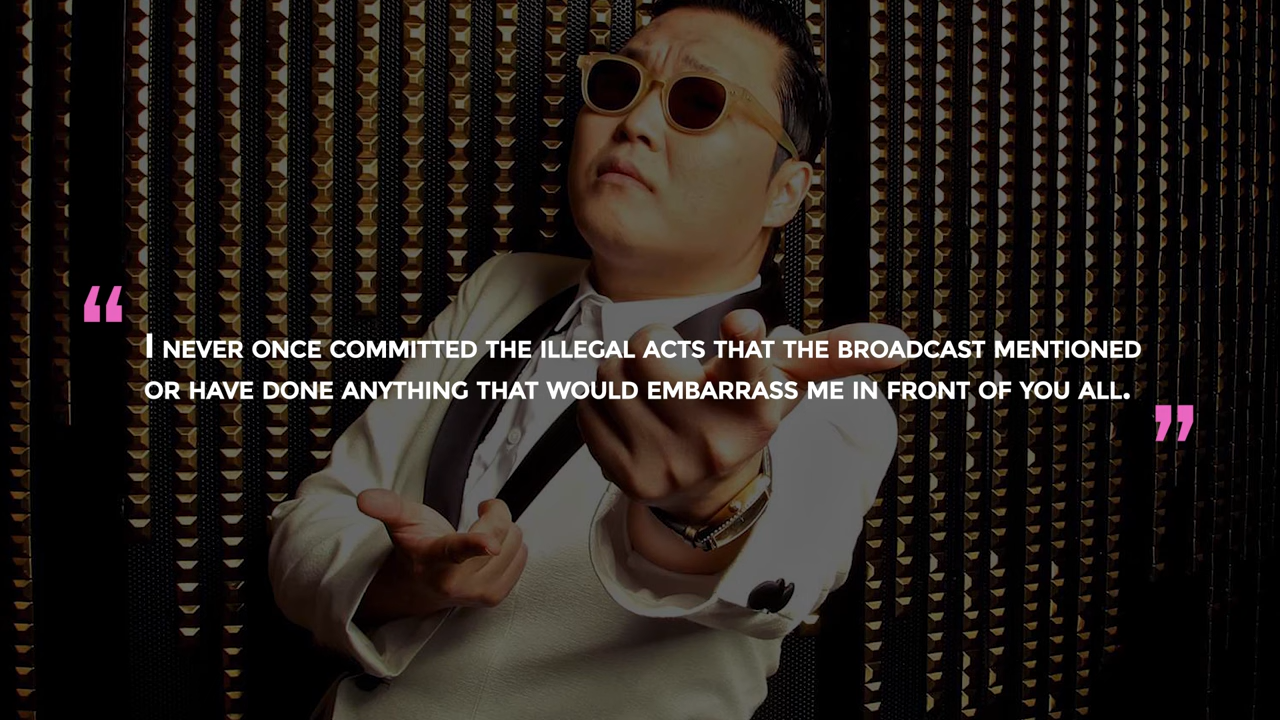 “
I NEVER ONCE COMMITTED THE ILLEGAL ACTS THAT THE BROADCAST MENTIONED
OR HAVE DONE ANYTHING THAT WOULD EMBARRASS ME IN FRONT OF YOU ALL.
”